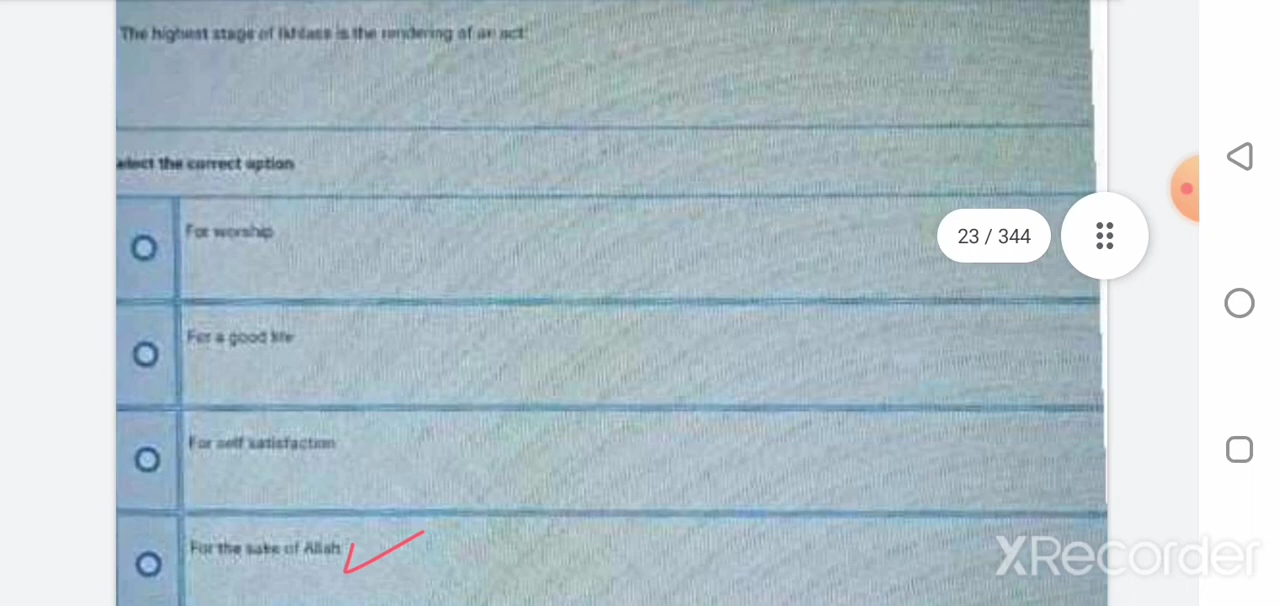 The highest stage of Ikhlass is the rendering of an act
elect the correct option
For worship
23 / 344
For a good life
For self satisfaction
For the sake of Allah
XRecorder